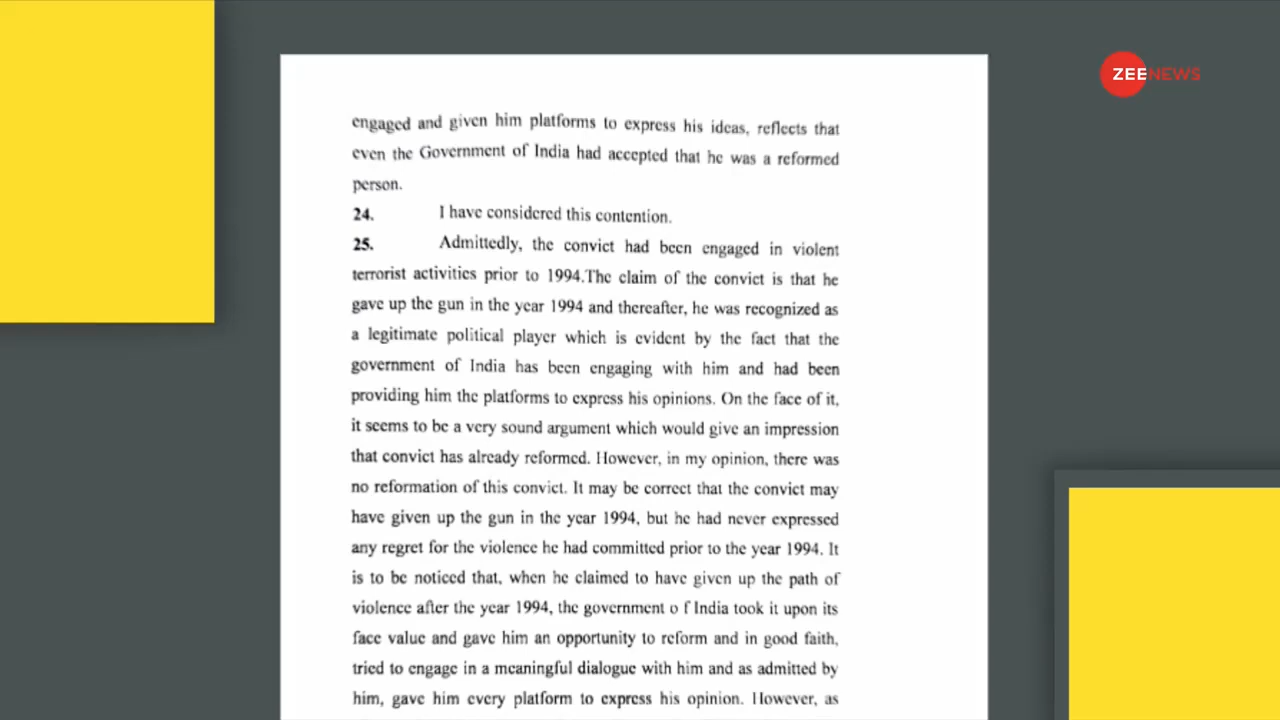 ZEENEWS
engaged and given him platforms to express his ideas, reflects that
even the Government of India had accepted that he was a reformed
person.
24. I have considered this contention.
25. Admittedly, the convict had been engaged in violent
terrorist activities prior to 1994.The claim of the convict is that he
gave up the gun in the year 1994 and thereafter, he was recognized as
a legitimate political player which is evident by the fact that the
government of India has been engaging with him and had been
providing him the platforms to express his opinions. On the face of it,
it seems to be a very sound argument which would give an impression
that convict has already reformed. However, in my opinion, there was
no reformation of this convict. It may be correct that the convict may
have given up the gun in the year 1994, but he had never expressed
any regret for the violence he had committed prior to the year 1994. It
is to be noticed that, when he claimed to have given up the path of
violence after the year 1994, the government o f India took it upon its
face value and gave him an opportunity to reform and in good faith,
tried to engage in a meaningful dialogue with him and as admitted by
him, gave him every platform to express his opinion. However, as